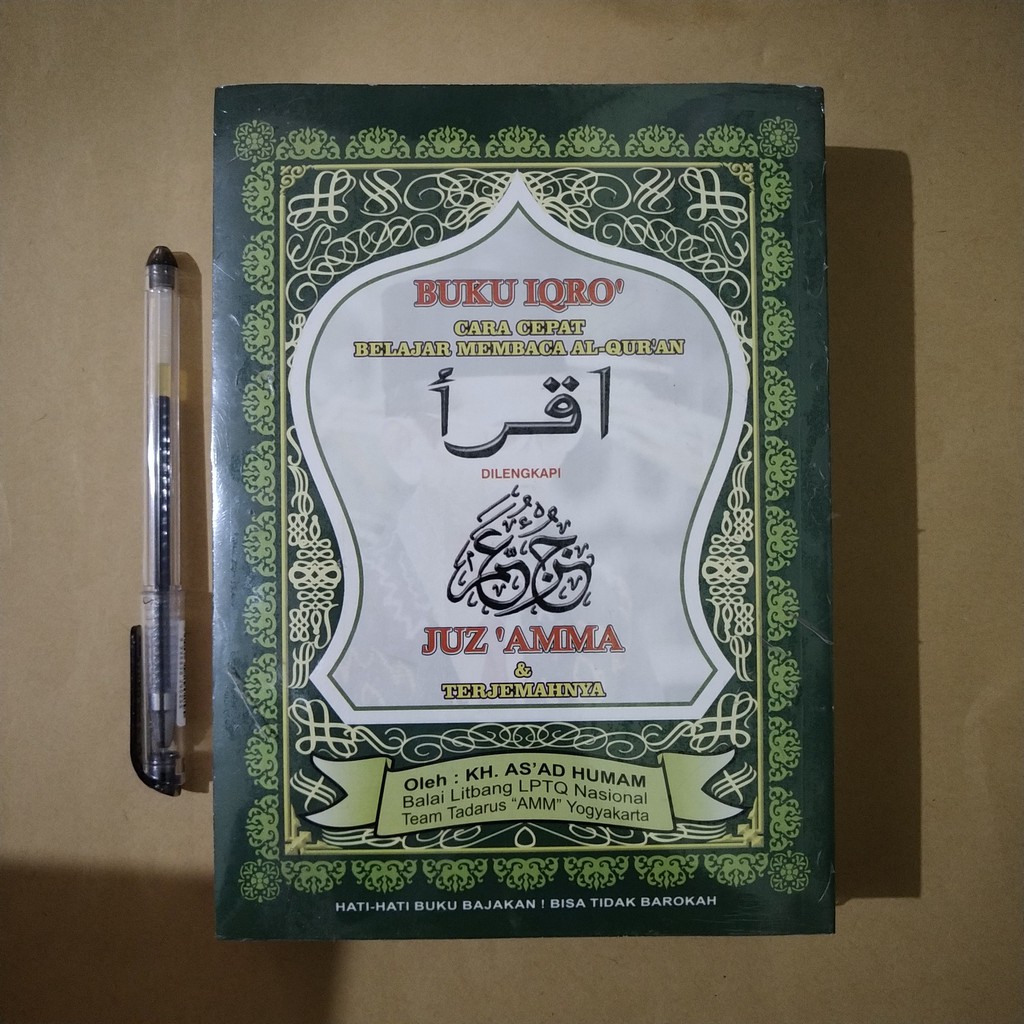 BUKU IQRO'
CARA CEPAT
BELAJAR MEMBACA AL-QUR'AN
اقرأ
DILENGKAPI
جزء عم
JUZ 'AMMA
&
TERJEMAHNYA
Oleh : KH. AS'AD HUMAM
Balai Litbang LPTQ Nasional
Team Tadarus “AMM” Yogyakarta
HATI-HATI BUKU BAJAKAN ! BISA TIDAK BAROKAH